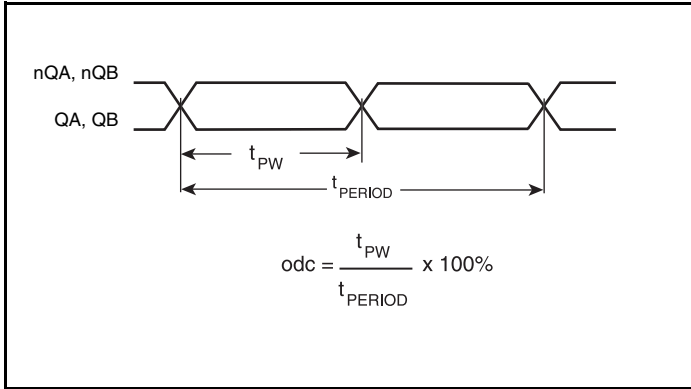 nQA, nQB
QA, QB
tPW
tPERIOD
odc = tPW / tPERIOD x 100%